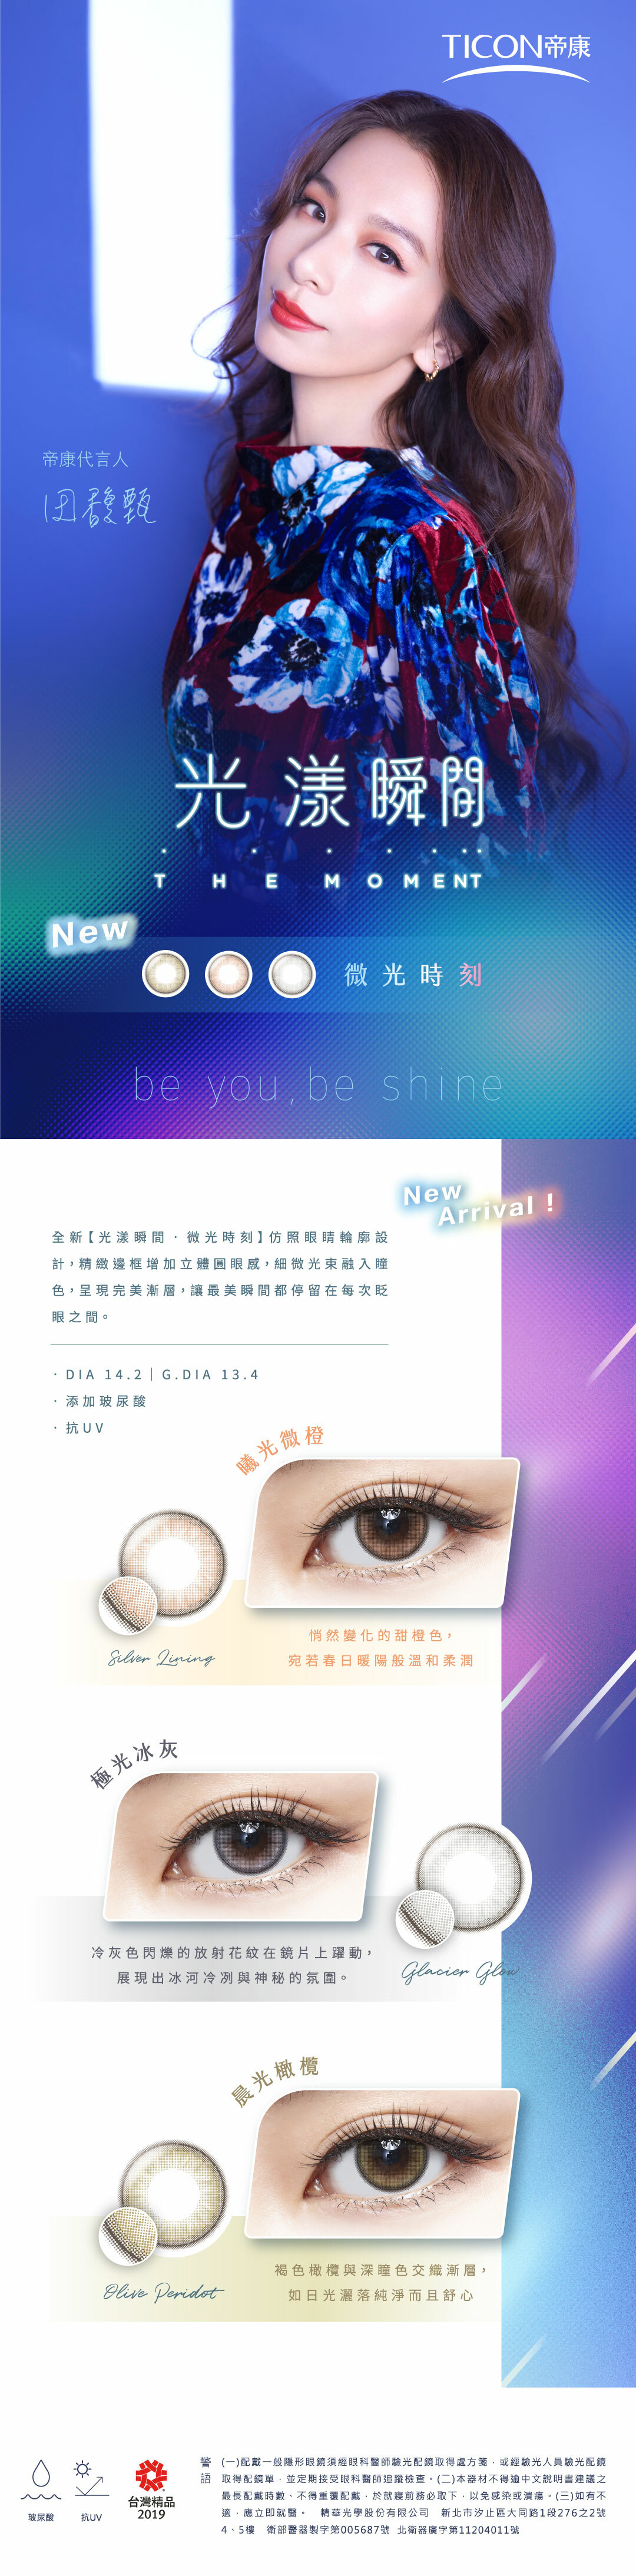 TICON帝康
帝康代言人
田馥甄
光漾瞬間
THE MOMENT
New
微光時刻
be you, be shine
New
Arrival !
全新【光漾瞬間‧微光時刻】仿照眼睛輪廓設
計，精緻邊框增加立體圓眼感，細微光束融入瞳
色，呈現完美漸層，讓最美瞬間都停留在每次眨
眼之間。
· DIA 14.2｜G.DIA 13.4
· 添加玻尿酸
· 抗UV
曦光微橙
Silver Lining
悄然變化的甜橙色，
宛若春日暖陽般溫和柔潤
極光冰灰
冷灰色閃爍的放射花紋在鏡片上躍動，
展現出冰河冷冽與神秘的氛圍。
Glacier Glow
晨光橄欖
Olive Peridot
褐色橄欖與深瞳色交織漸層，
如日光灑落純淨而且舒心
玻尿酸
抗UV
台灣精品
2019
警語
(一)配戴一般隱形眼鏡須經眼科醫師驗光配鏡取得處方箋，或經驗光人員驗光配鏡
取得配鏡單，並定期接受眼科醫師追蹤檢查。(二)本器材不得逾中文說明書建議之
最長配戴時數、不得重覆配戴，於就寢前務必取下，以免感染或潰瘍。(三)如有不
適，應立即就醫。 精華光學股份有限公司 新北市汐止區大同路1段276之2號
4、5樓 衛部醫器製字第005687號 北衛器廣字第11204011號